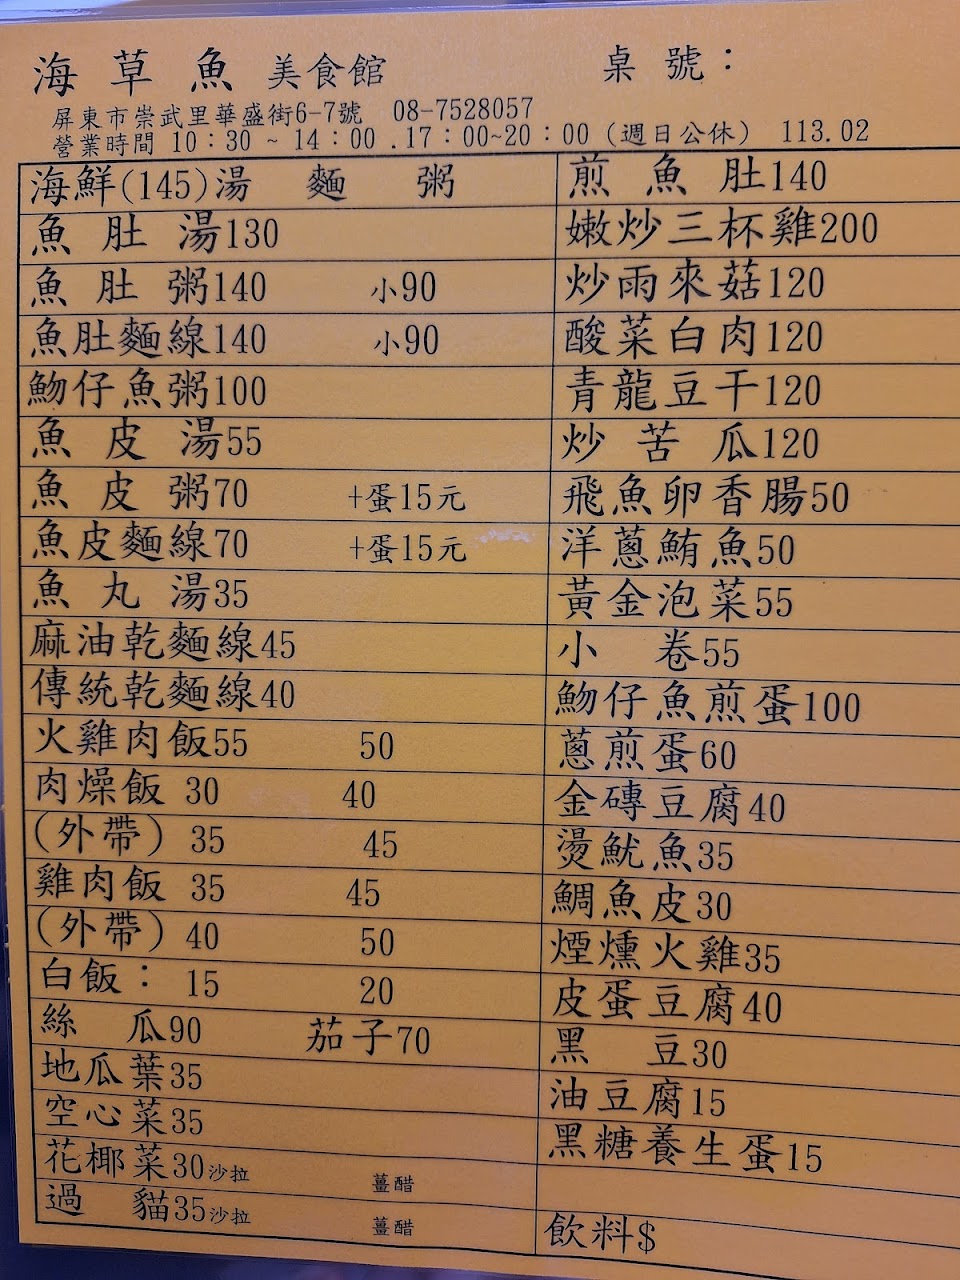 海草魚 美食館 桌號：
屏東市崇武里華盛街6-7號 08-7528057
營業時間 10：30 ~ 14：00 .17：00~20：00 (週日公休) 113.02
海鮮(145)湯 麵 粥
魚肚湯130
魚肚粥140 小90
魚肚麵線140 小90
魩仔魚粥100
魚皮湯55
魚皮粥70 +蛋15元
魚皮麵線70 +蛋15元
魚丸湯35
麻油乾麵線45
傳統乾麵線40
火雞肉飯55 50
肉燥飯 30 40
(外帶) 35 45
雞肉飯 35 45
(外帶) 40 50
白飯： 15 20
絲瓜90 茄子70
地瓜葉35
空心菜35
花椰菜30沙拉 薑醋
過貓35沙拉 薑醋
煎魚肚140
嫩炒三杯雞200
炒雨來菇120
酸菜白肉120
青龍豆干120
炒苦瓜120
飛魚卵香腸50
洋蔥鮪魚50
黃金泡菜55
小卷55
魩仔魚煎蛋100
蔥煎蛋60
金磚豆腐40
燙魷魚35
鯛魚皮30
煙燻火雞35
皮蛋豆腐40
黑豆30
油豆腐15
黑糖養生蛋15
飲料$